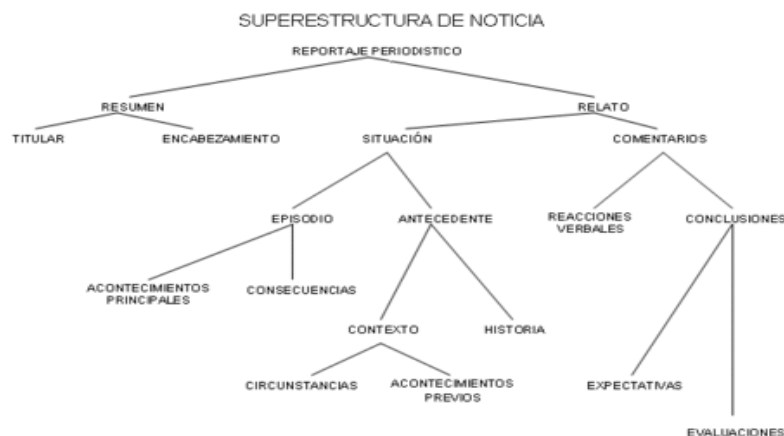 SUPERESTRUCTURA DE NOTICIA
REPORTAJE PERIODISTICO
RESUMEN
RELATO
TITULAR
ENCABEZAMIENTO
SITUACIÓN
COMENTARIOS
EPISODIO
ANTECEDENTE
REACCIONES
VERBALES
CONCLUSIONES
ACONTECIMIENTOS
PRINCIPALES
CONSECUENCIAS
CONTEXTO
HISTORIA
CIRCUNSTANCIAS
ACONTECIMIENTOS
PREVIOS
EXPECTATIVAS
EVALUACIONES